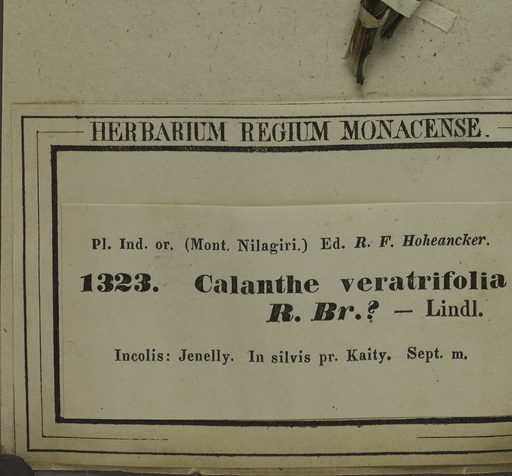 HERBARIUM REGIUM MONACENSE.
Pl. Ind. or. (Mont. Nilagiri.) Ed. R. F. Hoheancker.
1323. Calanthe veratrifolia
R. Br.? — Lindl.
Incolis: Jenelly. In silvis pr. Kaity. Sept. m.